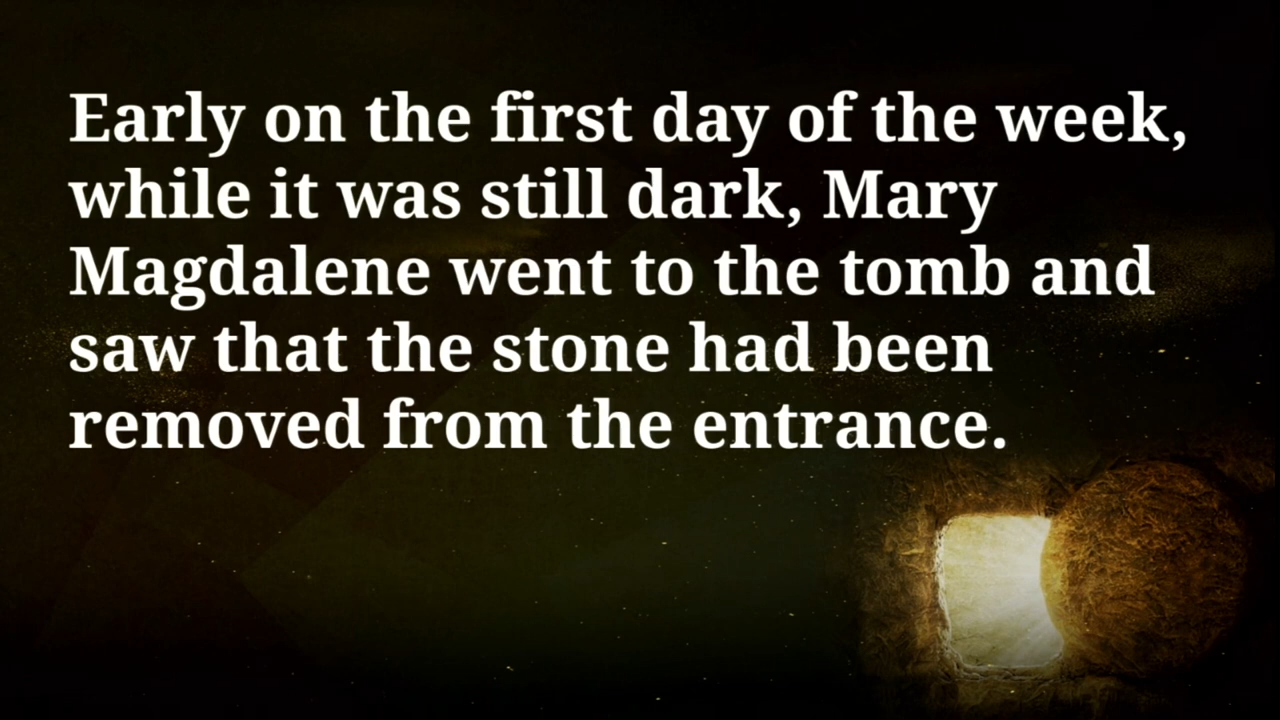 Early on the first day of the week,
while it was still dark, Mary
Magdalene went to the tomb and
saw that the stone had been
removed from the entrance.